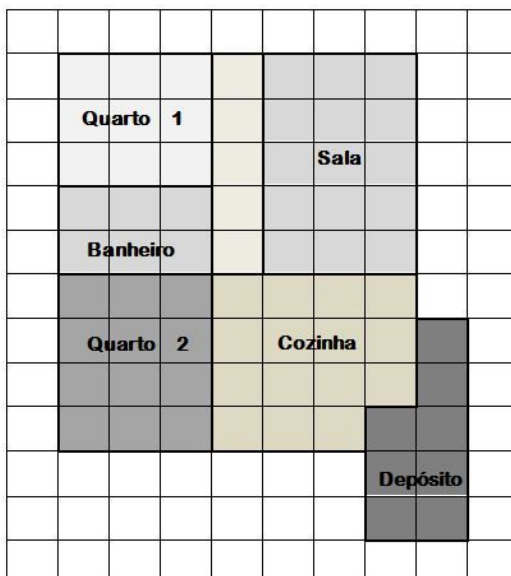 Quarto 1
Sala
Banheiro
Quarto 2
Cozinha
Depósito